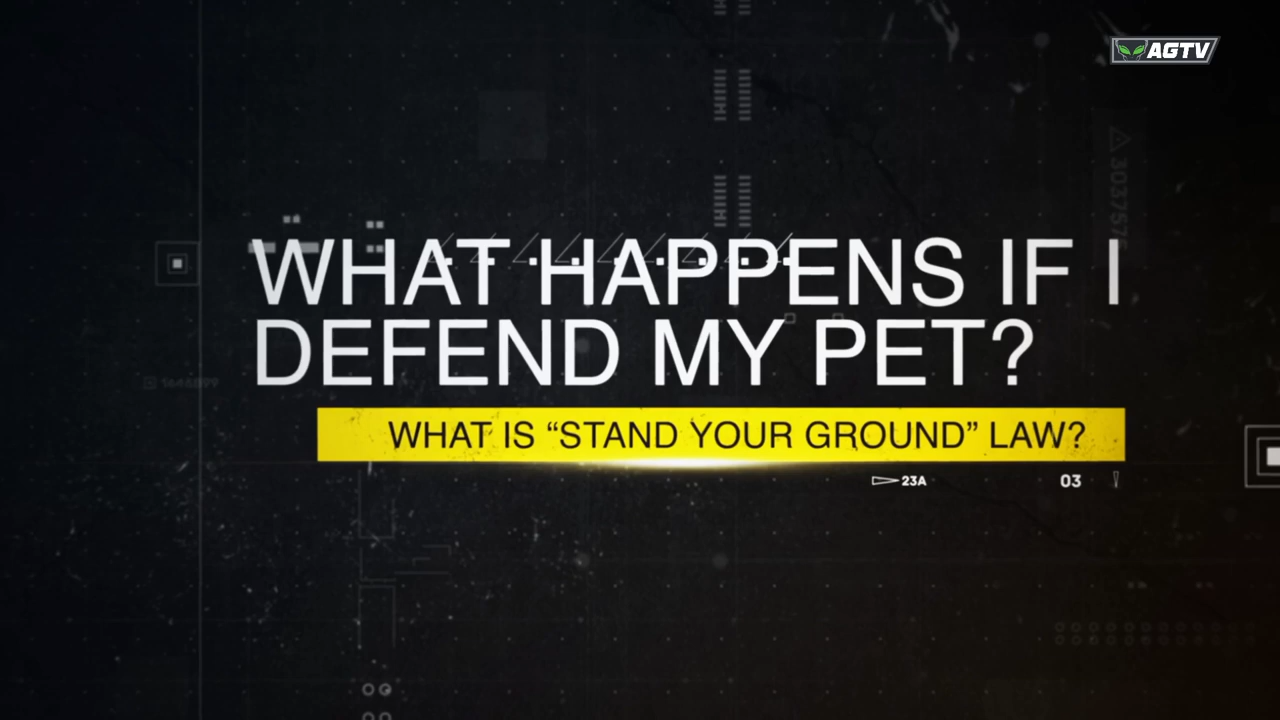 AGTV
WHAT HAPPENS IF I
DEFEND MY PET?
WHAT IS “STAND YOUR GROUND” LAW?
23A
03